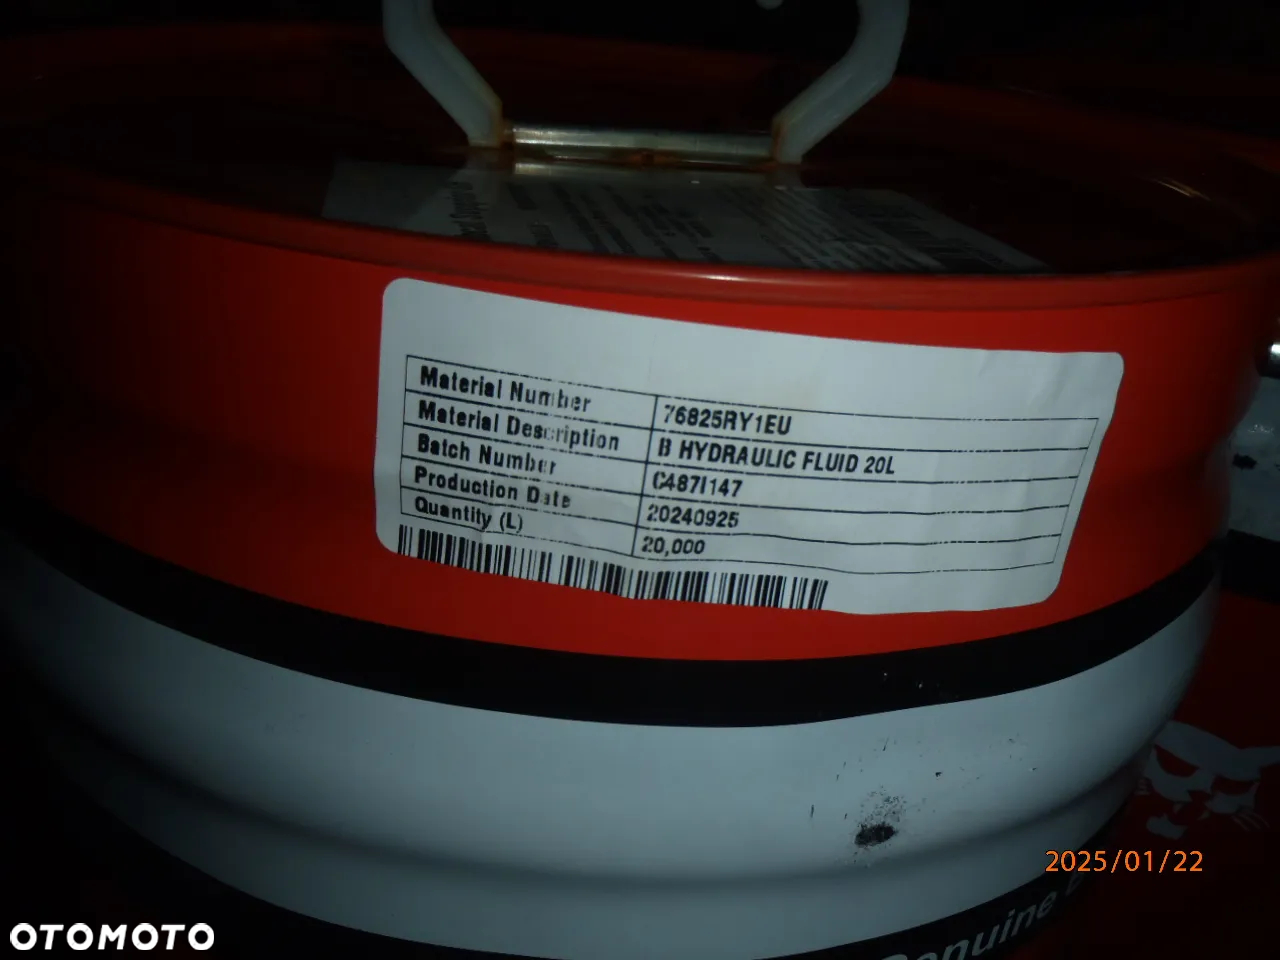 Material Number 76825RY1EU
Material Description B HYDRAULIC FLUID 20L
Batch Number C487I147
Production Date 20240925
Quantity (L) 20,000
2025/01/22
Genuine
OTOMOTO